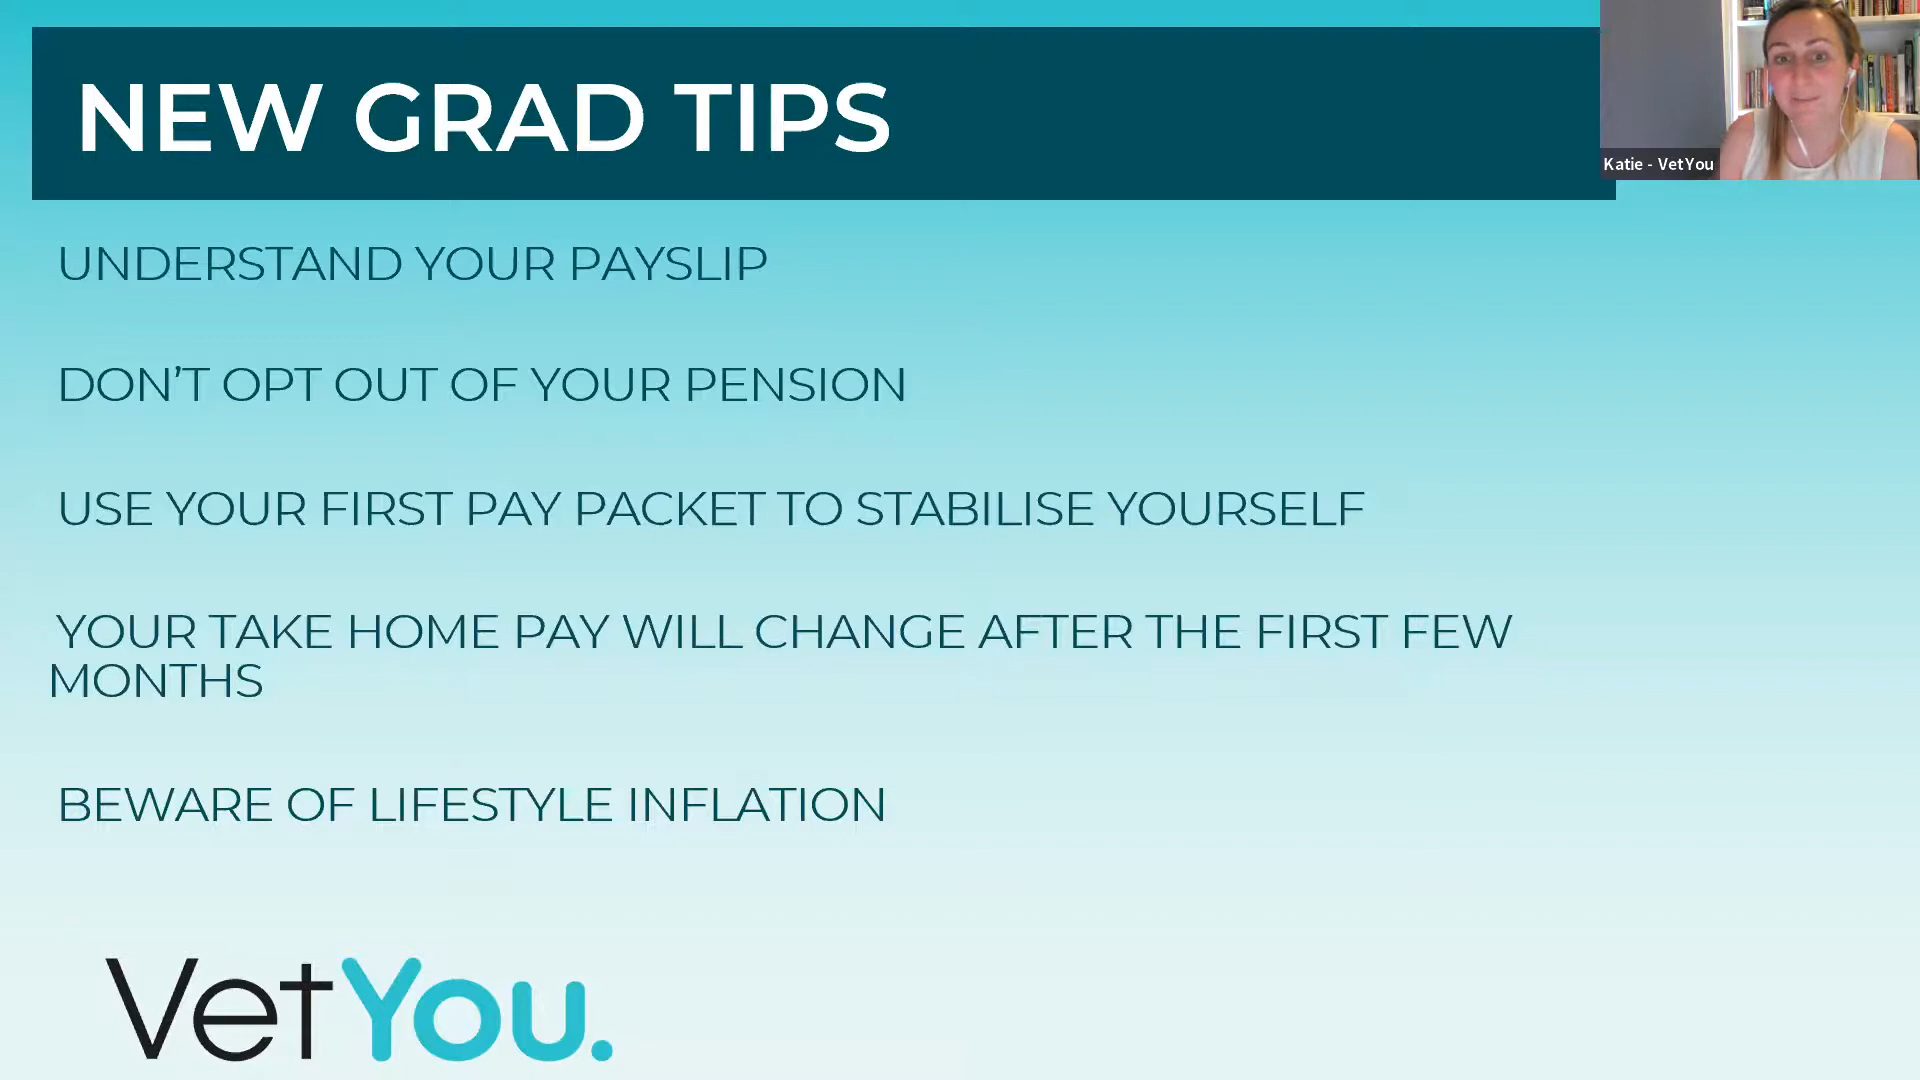 NEW GRAD TIPS
Katie - VetYou
UNDERSTAND YOUR PAYSLIP
DON’T OPT OUT OF YOUR PENSION
USE YOUR FIRST PAY PACKET TO STABILISE YOURSELF
YOUR TAKE HOME PAY WILL CHANGE AFTER THE FIRST FEW
MONTHS
BEWARE OF LIFESTYLE INFLATION
VetYou.